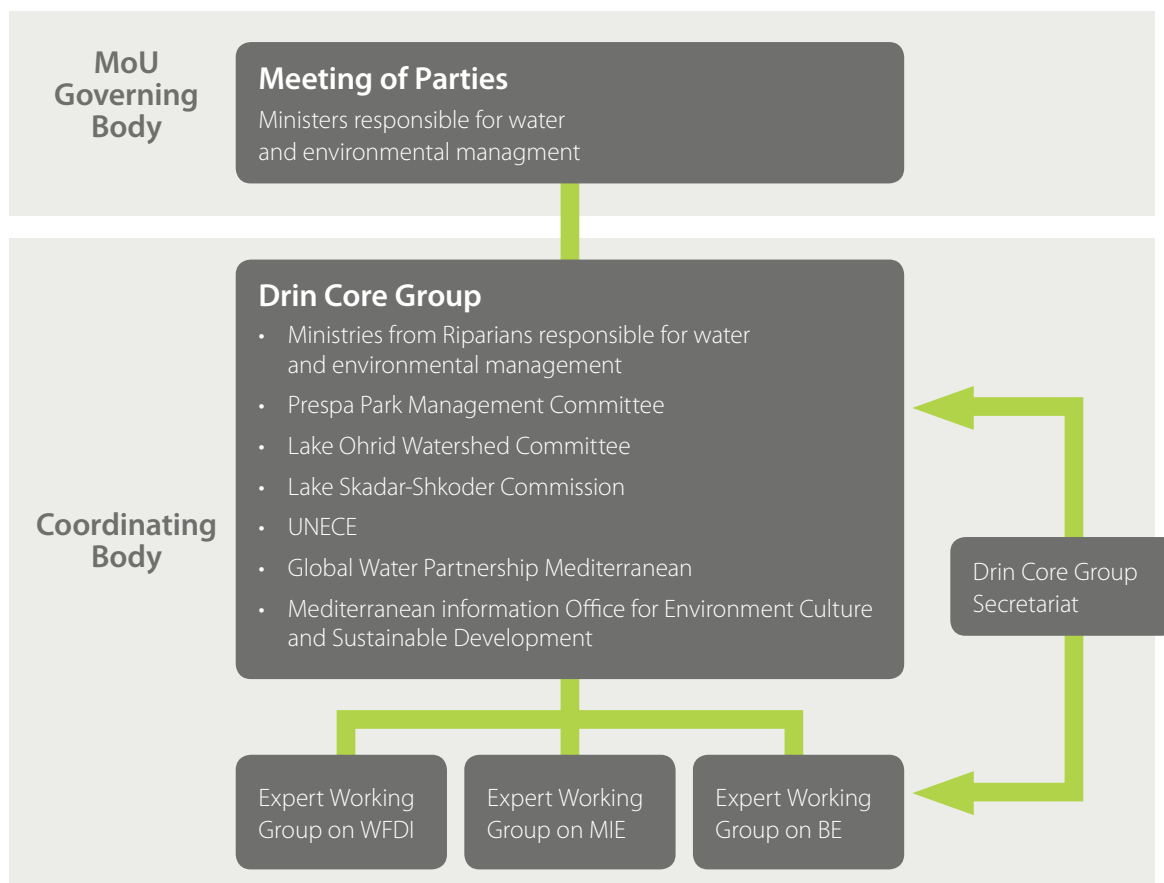 MoU
Governing
Body
Meeting of Parties
Ministers responsible for water
and environmental managment
Coordinating
Body
Drin Core Group
• Ministries from Riparians responsible for water
and environmental management
• Prespa Park Management Committee
• Lake Ohrid Watershed Committee
• Lake Skadar-Shkoder Commission
• UNECE
• Global Water Partnership Mediterranean
• Mediterranean information Office for Environment Culture
and Sustainable Development
Drin Core Group
Secretariat
Expert Working
Group on WFDI
Expert Working
Group on MIE
Expert Working
Group on BE